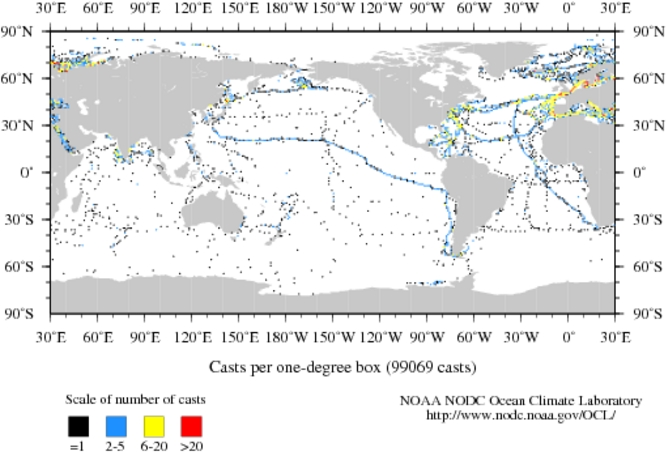 30°E 60°E 90°E 120°E 150°E 180°W 150°W 120°W 90°W 60°W 30°W 0° 30°E
90°N 90°N
60°N 60°N
30°N 30°N
0° 0°
30°S 30°S
60°S 60°S
90°S 90°S
30°E 60°E 90°E 120°E 150°E 180°W 150°W 120°W 90°W 60°W 30°W 0° 30°E
Casts per one-degree box (99069 casts)
Scale of number of casts
=1 2-5 6-20 >20
NOAA NODC Ocean Climate Laboratory
http://www.nodc.noaa.gov/OCL/